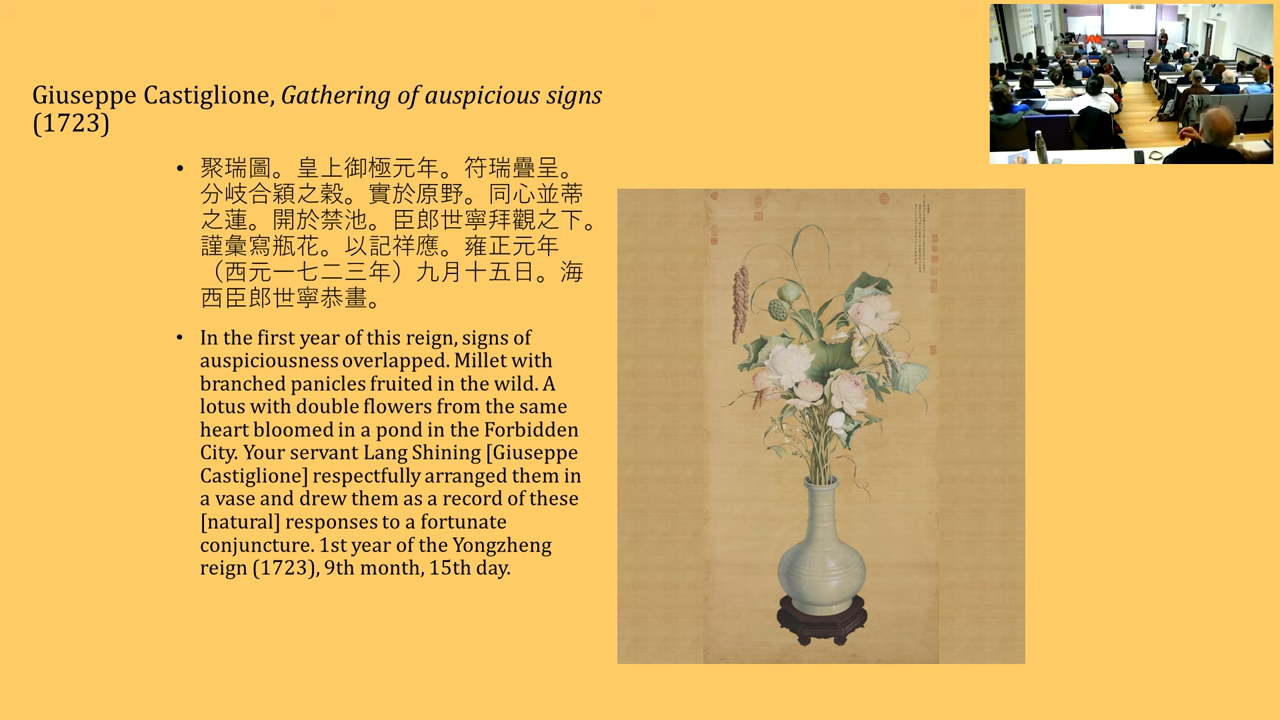 Giuseppe Castiglione, Gathering of auspicious signs
(1723)
• 聚瑞圖。皇上御極元年。符瑞疊呈。
分岐合穎之穀。實於原野。同心並蒂
之蓮。開於禁池。臣郎世寧拜觀之下。
謹彙寫瓶花。以記祥應。雍正元年
（西元一七二三年）九月十五日。海
西臣郎世寧恭畫。
• In the first year of this reign, signs of
auspiciousness overlapped. Millet with
branched panicles fruited in the wild. A
lotus with double flowers from the same
heart bloomed in a pond in the Forbidden
City. Your servant Lang Shining [Giuseppe
Castiglione] respectfully arranged them in
a vase and drew them as a record of these
[natural] responses to a fortunate
conjuncture. 1st year of the Yongzheng
reign (1723), 9th month, 15th day.